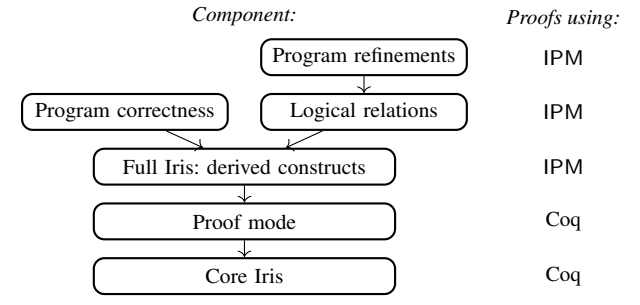 Component: Proofs using:
Program refinements IPM
Program correctness Logical relations IPM
Full Iris: derived constructs IPM
Proof mode Coq
Core Iris Coq